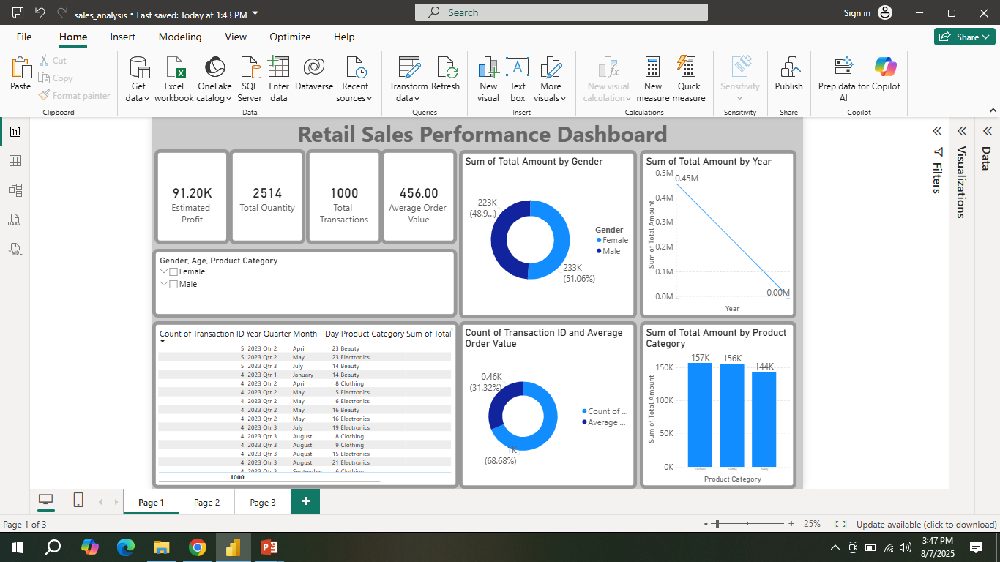 sales_analysis • Last saved: Today at 1:43 PM
Search
Sign in
File Home Insert Modeling View Optimize Help
Share
Paste
Cut
Copy
Format painter
Clipboard
Get data
Excel workbook
OneLake catalog
SQL Server
Enter data
Dataverse
Recent sources
Data
Transform data
Refresh
Queries
New visual
Text box
More visuals
Insert
New visual calculation
New measure
Quick measure
Calculations
Sensitivity
Sensitivity
Publish
Share
Prep data for AI
Copilot
Copilot
DAX
TMDL
Retail Sales Performance Dashboard
91.20K
Estimated
Profit
2514
Total Quantity
1000
Total
Transactions
456.00
Average Order
Value
Gender, Age, Product Category
Female
Male
Sum of Total Amount by Gender
223K
(48.9...)
233K
(51.06%)
Gender
Female
Male
Sum of Total Amount by Year
Sum of Total Amount
0.5M
0.4M
0.3M
0.2M
0.1M
0.0M
0.45M
0.00M
Year
Count of Transaction ID Year Quarter Month Day Product Category Sum of Total
5 2023 Qtr 2 April 23 Beauty
5 2023 Qtr 2 May 23 Electronics
5 2023 Qtr 3 July 14 Beauty
4 2023 Qtr 1 January 14 Beauty
4 2023 Qtr 2 April 8 Clothing
4 2023 Qtr 2 May 5 Electronics
4 2023 Qtr 2 May 6 Electronics
4 2023 Qtr 2 May 16 Beauty
4 2023 Qtr 2 May 16 Electronics
4 2023 Qtr 3 July 19 Electronics
4 2023 Qtr 3 August 8 Clothing
4 2023 Qtr 3 August 9 Clothing
4 2023 Qtr 3 August 15 Electronics
4 2023 Qtr 3 August 21 Electronics
4 2023 Qtr 3 September 6 Clothing
1000
Count of Transaction ID and Average
Order Value
0.46K
(31.32%)
1K
(68.68%)
Count of ...
Average ...
Sum of Total Amount by Product
Category
Sum of Total Amount
150K
100K
50K
0K
157K
156K
144K
Product Category
Filters
Visualizations
Data
Page 1
Page 2
Page 3
Page 1 of 3
- + 25%
Update available (click to download)
3:47 PM
8/7/2025